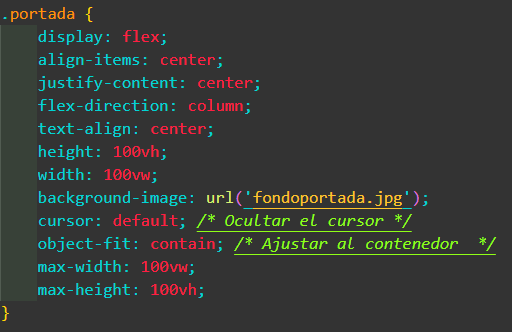 .portada {
display: flex;
align-items: center;
justify-content: center;
flex-direction: column;
text-align: center;
height: 100vh;
width: 100vw;
background-image: url('fondoportada.jpg');
cursor: default; /* Ocultar el cursor */
object-fit: contain; /* Ajustar al contenedor  */
max-width: 100vw;
max-height: 100vh;
}